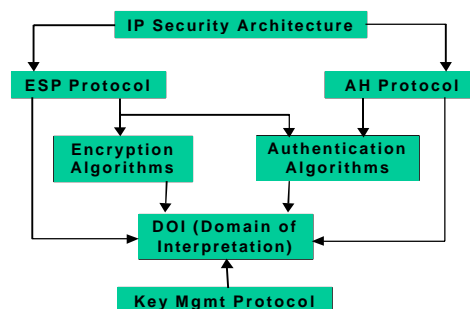 IP Security Architecture
ESP Protocol
AH Protocol
Encryption
Algorithms
Authentication
Algorithms
DOI (Domain of
Interpretation)
Key Mgmt Protocol